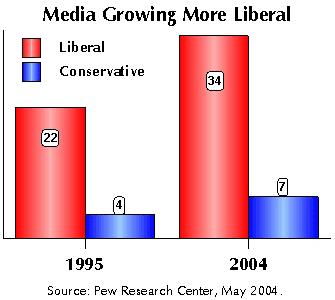 Media Growing More Liberal
Liberal
Conservative
22
4
34
7
1995
2004
Source: Pew Research Center, May 2004.